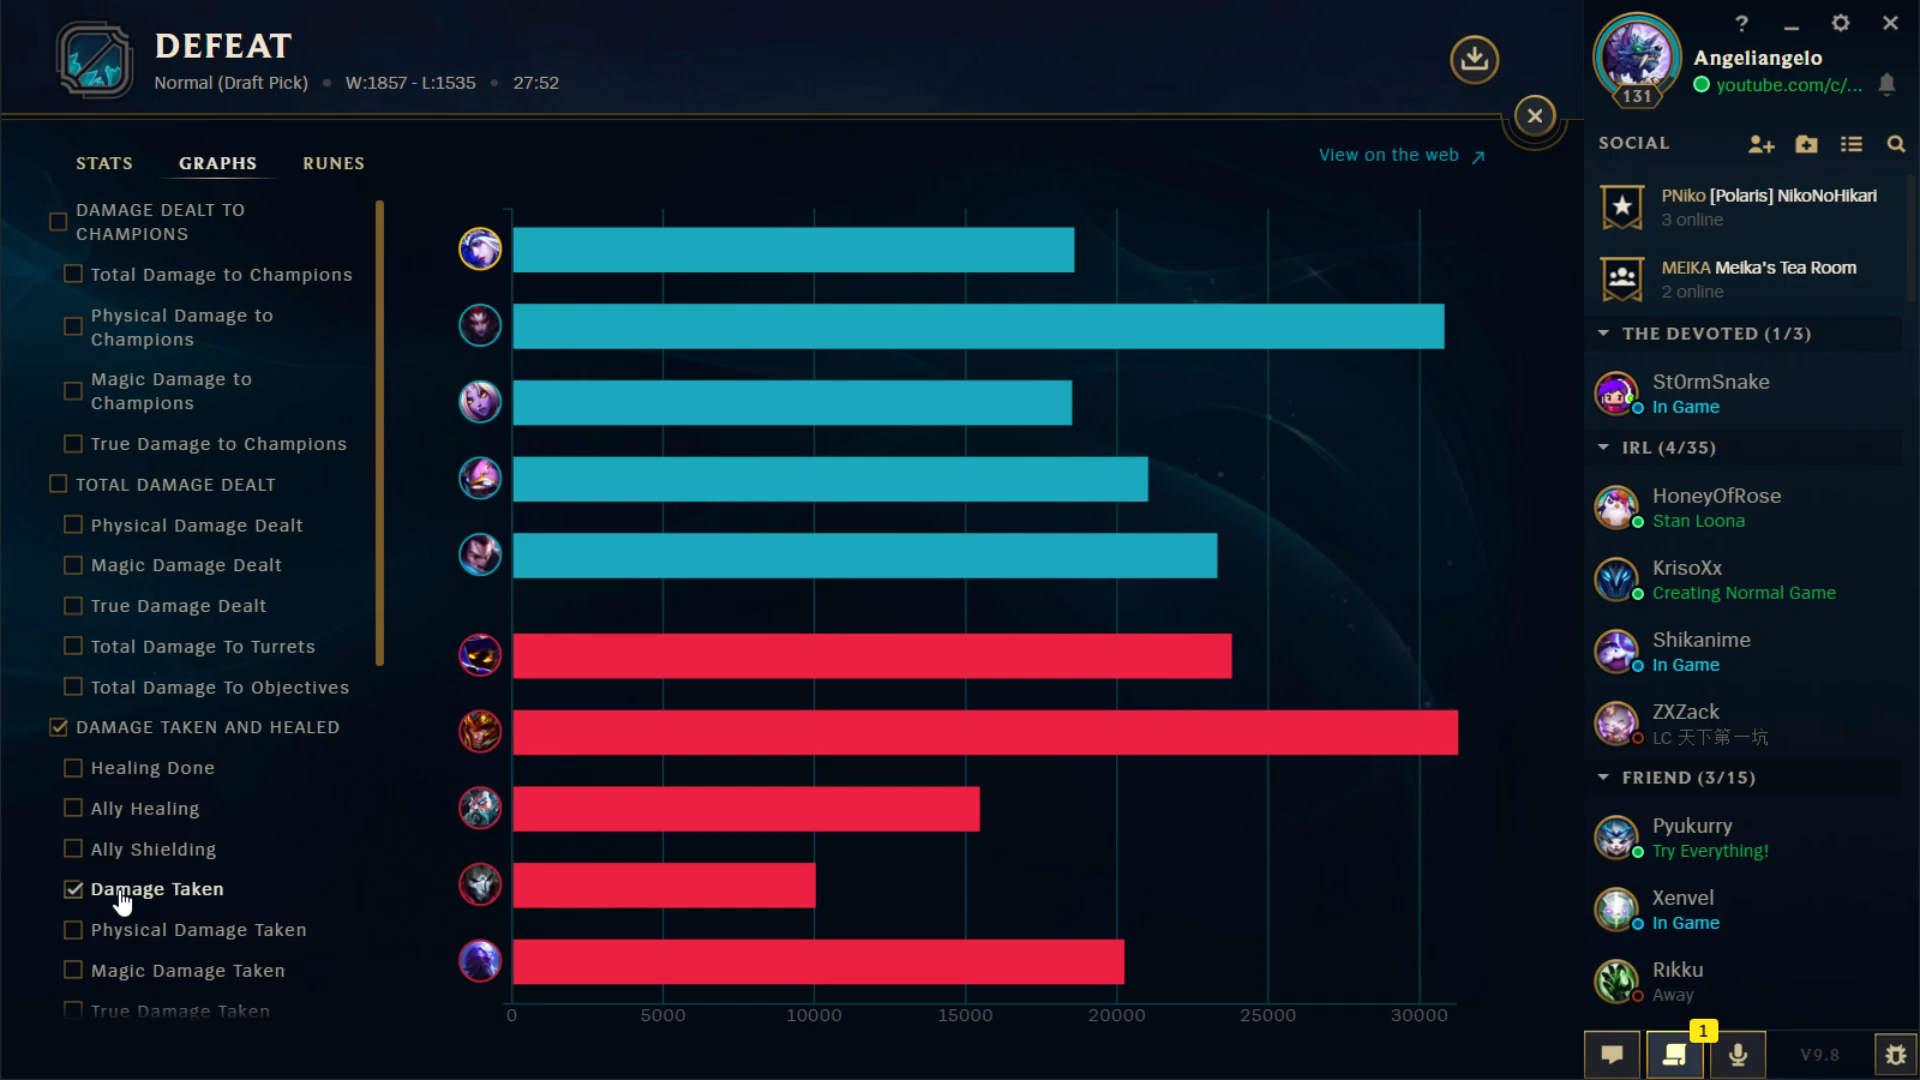 DEFEAT
Normal (Draft Pick) • W:1857 - L:1535 • 27:52
STATS
GRAPHS
RUNES
View on the web
DAMAGE DEALT TO
CHAMPIONS
Total Damage to Champions
Physical Damage to
Champions
Magic Damage to
Champions
True Damage to Champions
TOTAL DAMAGE DEALT
Physical Damage Dealt
Magic Damage Dealt
True Damage Dealt
Total Damage To Turrets
Total Damage To Objectives
DAMAGE TAKEN AND HEALED
Healing Done
Ally Healing
Ally Shielding
Damage Taken
Physical Damage Taken
Magic Damage Taken
True Damage Taken
0 5000 10000 15000 20000 25000 30000
?
131
Angeliangelo
youtube.com/c/...
SOCIAL
PNiko [Polaris] NikoNoHikari
3 online
MEIKA Meika's Tea Room
2 online
THE DEVOTED (1/3)
St0rmSnake
In Game
IRL (4/35)
HoneyOfRose
Stan Loona
KrisoXx
Creating Normal Game
Shikanime
In Game
ZXZack
LC 天下第一坑
FRIEND (3/15)
Pyukurry
Try Everything!
Xenvel
In Game
Rıkku
Away
1
V9.8